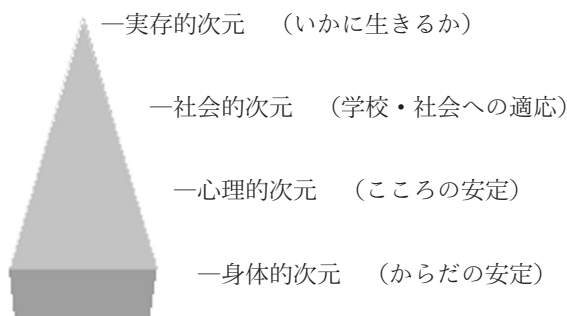 ―実存的次元　（いかに生きるか）
―社会的次元　（学校・社会への適応）
―心理的次元　（こころの安定）
―身体的次元　（からだの安定）